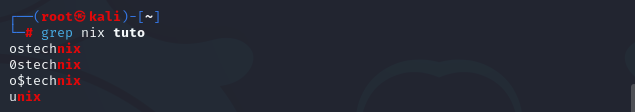 ┌──(root㉿kali)-[~]
└─# grep nix tuto
ostechnix
0stechnix
o$technix
unix